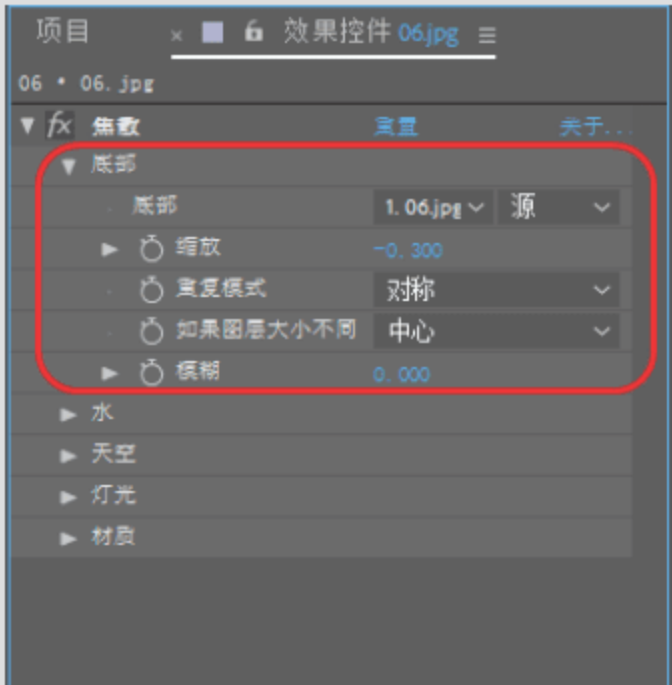 项目 × 效果控件 06.jpg
06 • 06.jpg
fx 焦散 重置 关于...
底部
底部 1. 06.jpg 源
缩放 -0.300
重复模式 对称
如果图层大小不同 中心
模糊 0.000
水
天空
灯光
材质